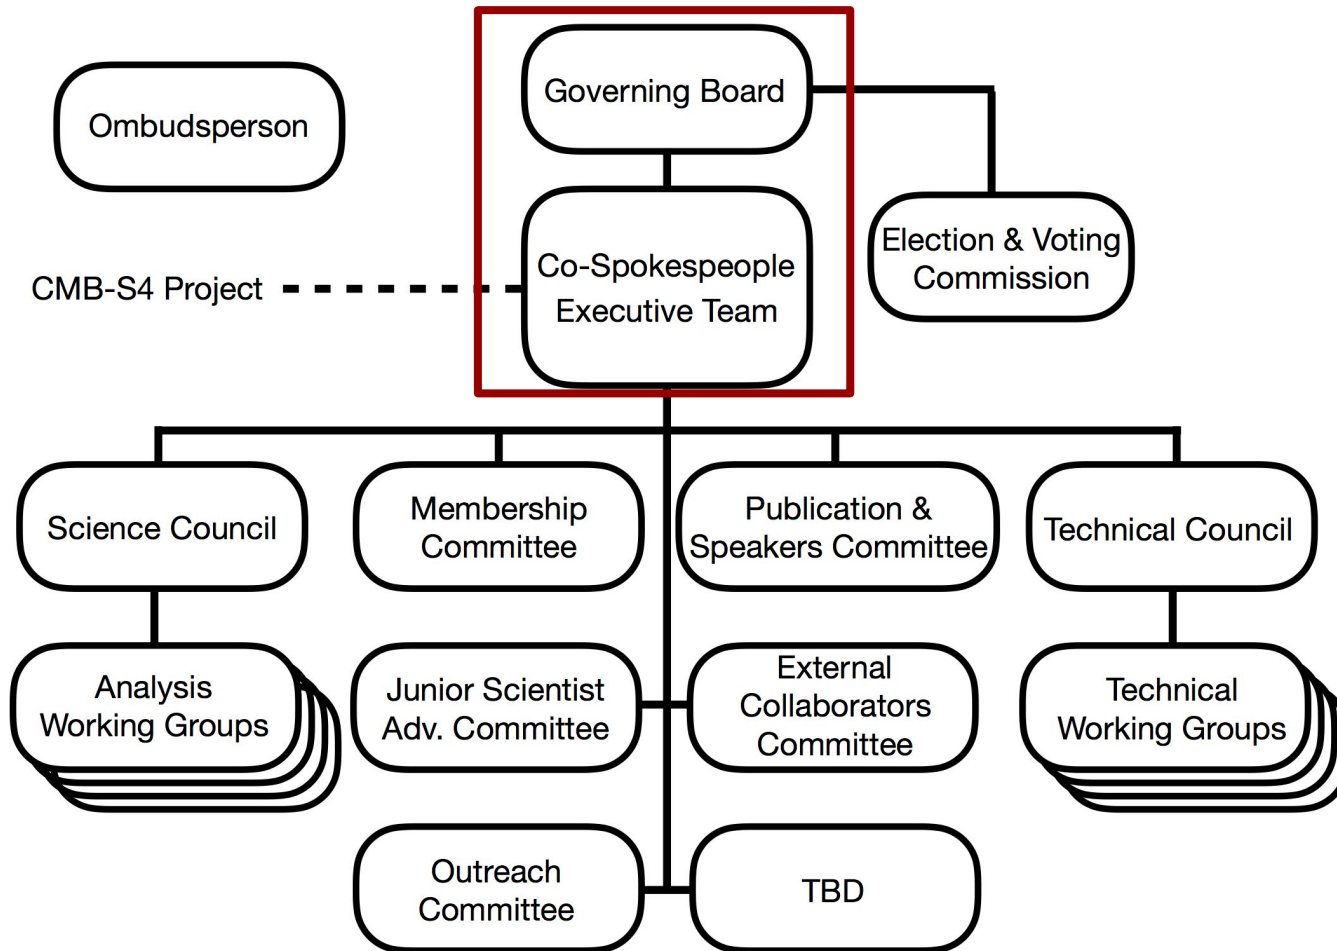 Governing Board
Ombudsperson
Election & Voting
Commission
Co-Spokespeople
Executive Team
CMB-S4 Project
Science Council
Membership
Committee
Publication &
Speakers Committee
Technical Council
Analysis
Working Groups
Junior Scientist
Adv. Committee
External
Collaborators
Committee
Technical
Working Groups
Outreach
Committee
TBD